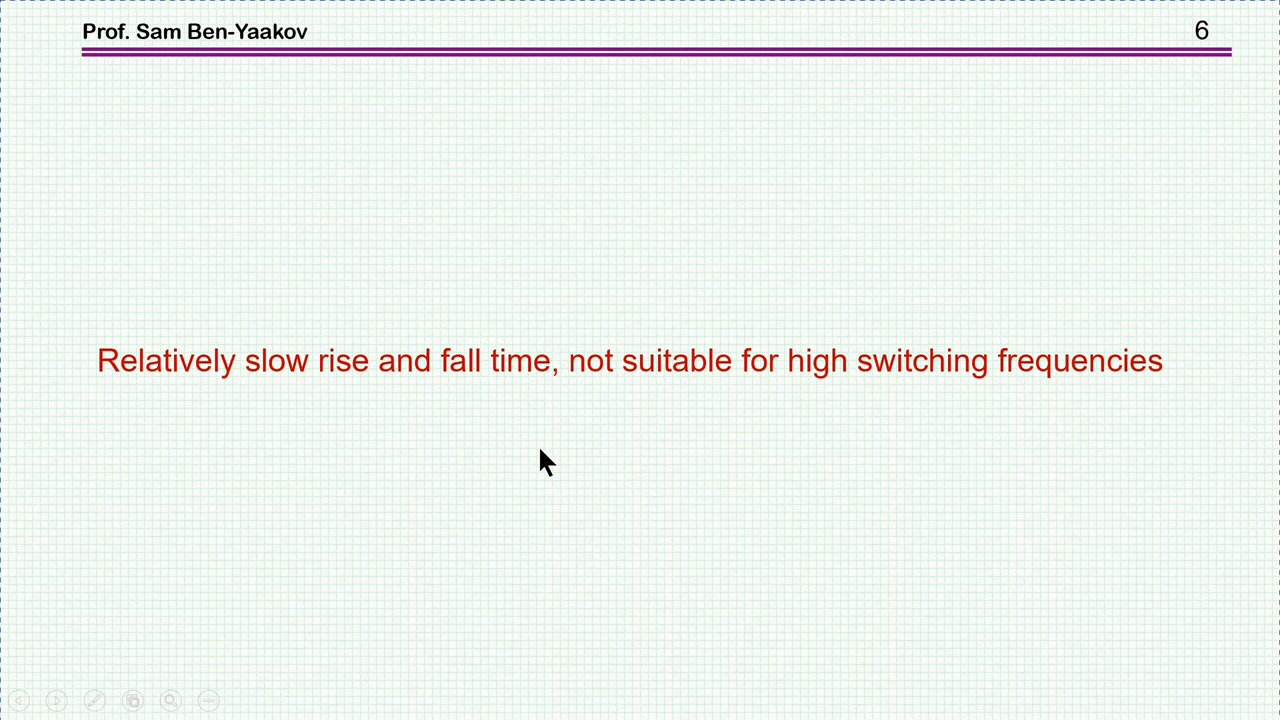 Prof. Sam Ben-Yaakov
6
Relatively slow rise and fall time, not suitable for high switching frequencies